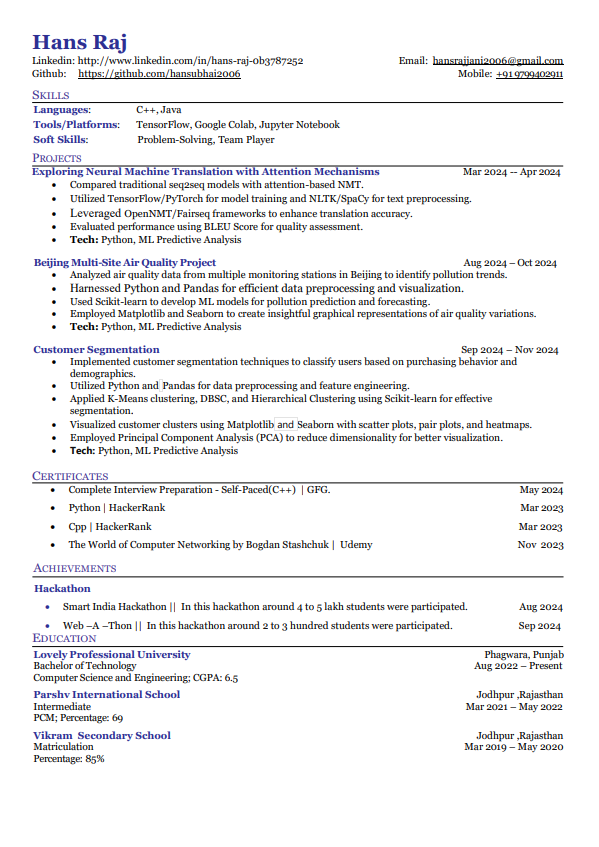 Hans Raj
Linkedin: http://www.linkedin.com/in/hans-raj-0b3787252 Email: hansrajjani2006@gmail.com
Github: https://github.com/hansubhai2006 Mobile: +91 9799402911
SKILLS
Languages: C++, Java
Tools/Platforms: TensorFlow, Google Colab, Jupyter Notebook
Soft Skills: Problem-Solving, Team Player
PROJECTS
Exploring Neural Machine Translation with Attention Mechanisms Mar 2024 -- Apr 2024
• Compared traditional seq2seq models with attention-based NMT.
• Utilized TensorFlow/PyTorch for model training and NLTK/SpaCy for text preprocessing.
• Leveraged OpenNMT/Fairseq frameworks to enhance translation accuracy.
• Evaluated performance using BLEU Score for quality assessment.
• Tech: Python, ML Predictive Analysis
Beijing Multi-Site Air Quality Project Aug 2024 – Oct 2024
• Analyzed air quality data from multiple monitoring stations in Beijing to identify pollution trends.
• Harnessed Python and Pandas for efficient data preprocessing and visualization.
• Used Scikit-learn to develop ML models for pollution prediction and forecasting.
• Employed Matplotlib and Seaborn to create insightful graphical representations of air quality variations.
• Tech: Python, ML Predictive Analysis
Customer Segmentation Sep 2024 – Nov 2024
• Implemented customer segmentation techniques to classify users based on purchasing behavior and
demographics.
• Utilized Python and Pandas for data preprocessing and feature engineering.
• Applied K-Means clustering, DBSC, and Hierarchical Clustering using Scikit-learn for effective
segmentation.
• Visualized customer clusters using Matplotlib and Seaborn with scatter plots, pair plots, and heatmaps.
• Employed Principal Component Analysis (PCA) to reduce dimensionality for better visualization.
• Tech: Python, ML Predictive Analysis
CERTIFICATES
• Complete Interview Preparation - Self-Paced(C++) | GFG. May 2024
• Python | HackerRank Mar 2023
• Cpp | HackerRank Mar 2023
• The World of Computer Networking by Bogdan Stashchuk | Udemy Nov 2023
ACHIEVEMENTS
Hackathon
• Smart India Hackathon || In this hackathon around 4 to 5 lakh students were participated. Aug 2024
• Web –A –Thon || In this hackathon around 2 to 3 hundred students were participated. Sep 2024
EDUCATION
Lovely Professional University Phagwara, Punjab
Bachelor of Technology Aug 2022 – Present
Computer Science and Engineering; CGPA: 6.5
Parshv International School Jodhpur ,Rajasthan
Intermediate Mar 2021 – May 2022
PCM; Percentage: 69
Vikram Secondary School Jodhpur ,Rajasthan
Matriculation Mar 2019 – May 2020
Percentage: 85%